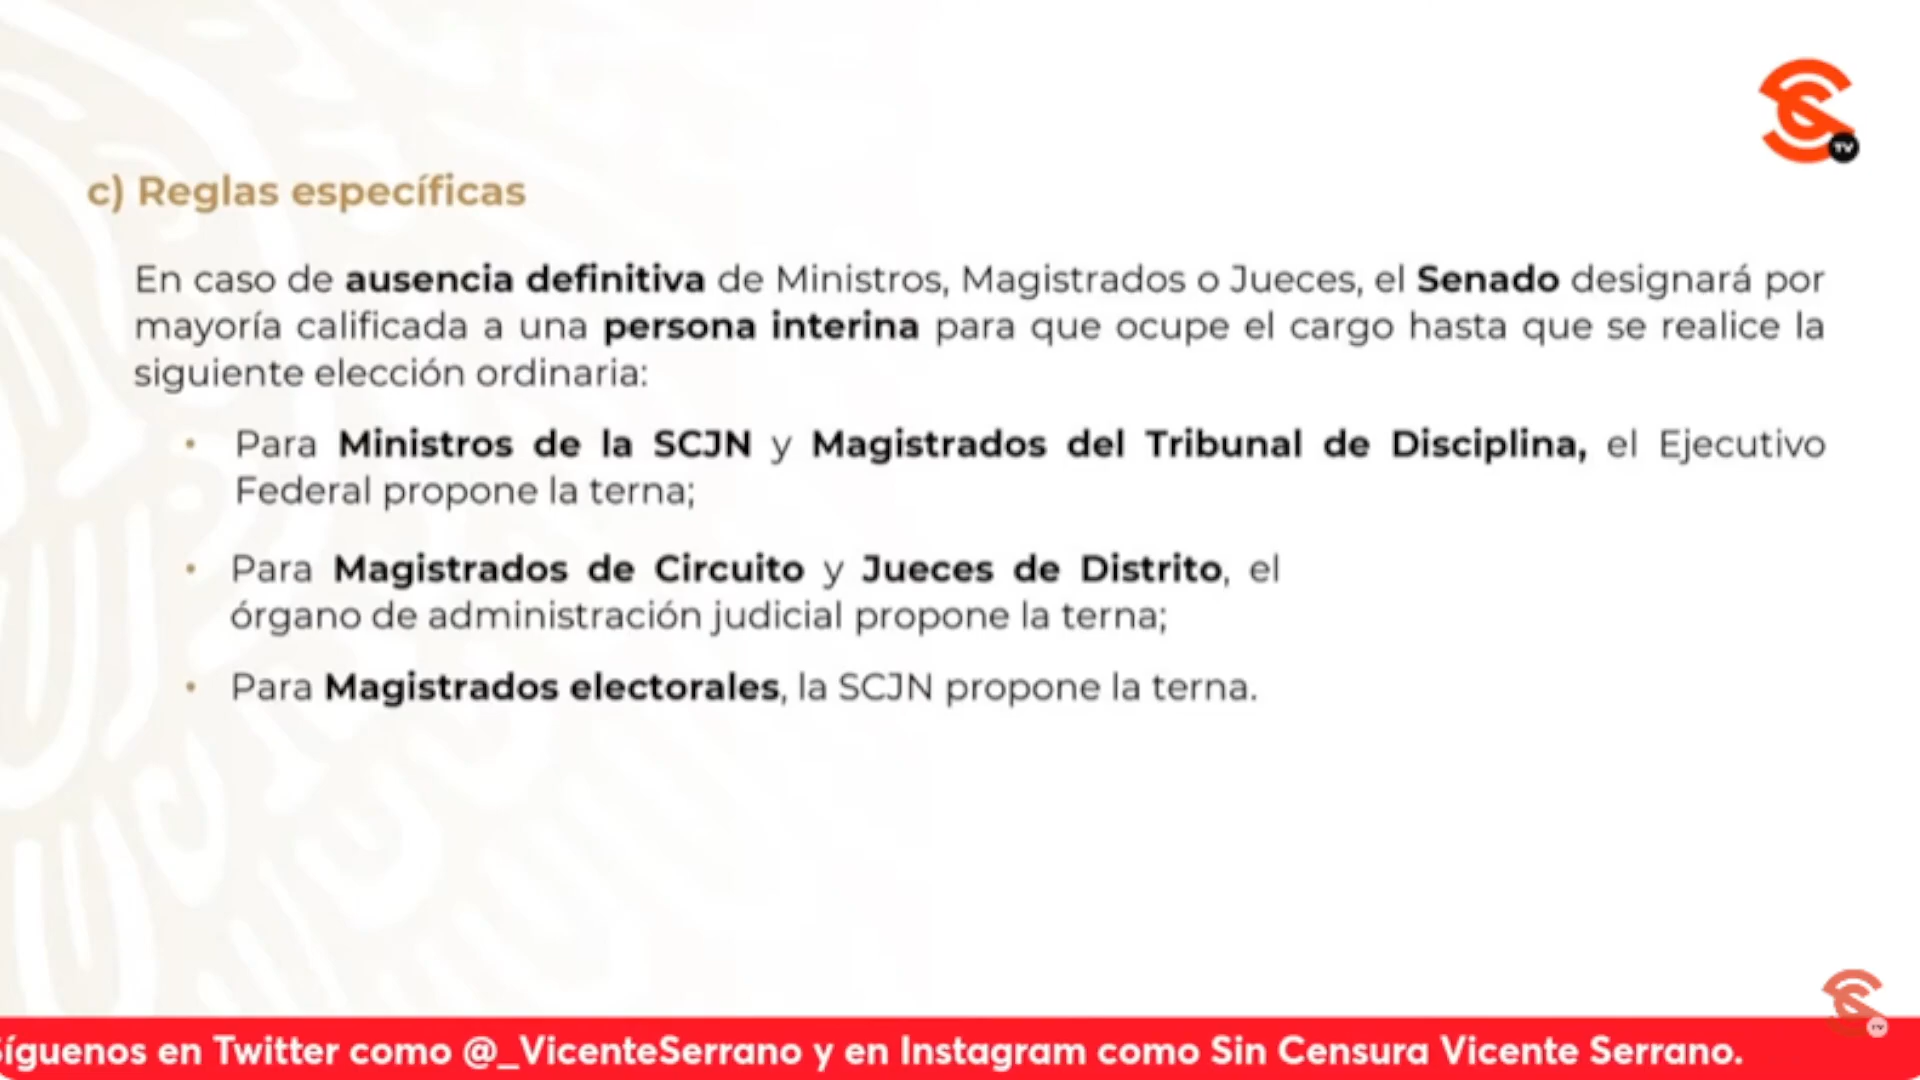 TV
c) Reglas específicas
En caso de ausencia definitiva de Ministros, Magistrados o Jueces, el Senado designará por
mayoría calificada a una persona interina para que ocupe el cargo hasta que se realice la
siguiente elección ordinaria:
• Para Ministros de la SCJN y Magistrados del Tribunal de Disciplina, el Ejecutivo
Federal propone la terna;
• Para Magistrados de Circuito y Jueces de Distrito, el
órgano de administración judicial propone la terna;
• Para Magistrados electorales, la SCJN propone la terna.
TV
Síguenos en Twitter como @_VicenteSerrano y en Instagram como Sin Censura Vicente Serrano.